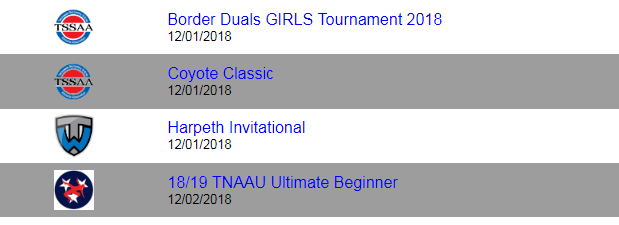 TSSAA
Border Duals GIRLS Tournament 2018
12/01/2018
TSSAA
Coyote Classic
12/01/2018
W
Harpeth Invitational
12/01/2018
18/19 TNAAU Ultimate Beginner
12/02/2018